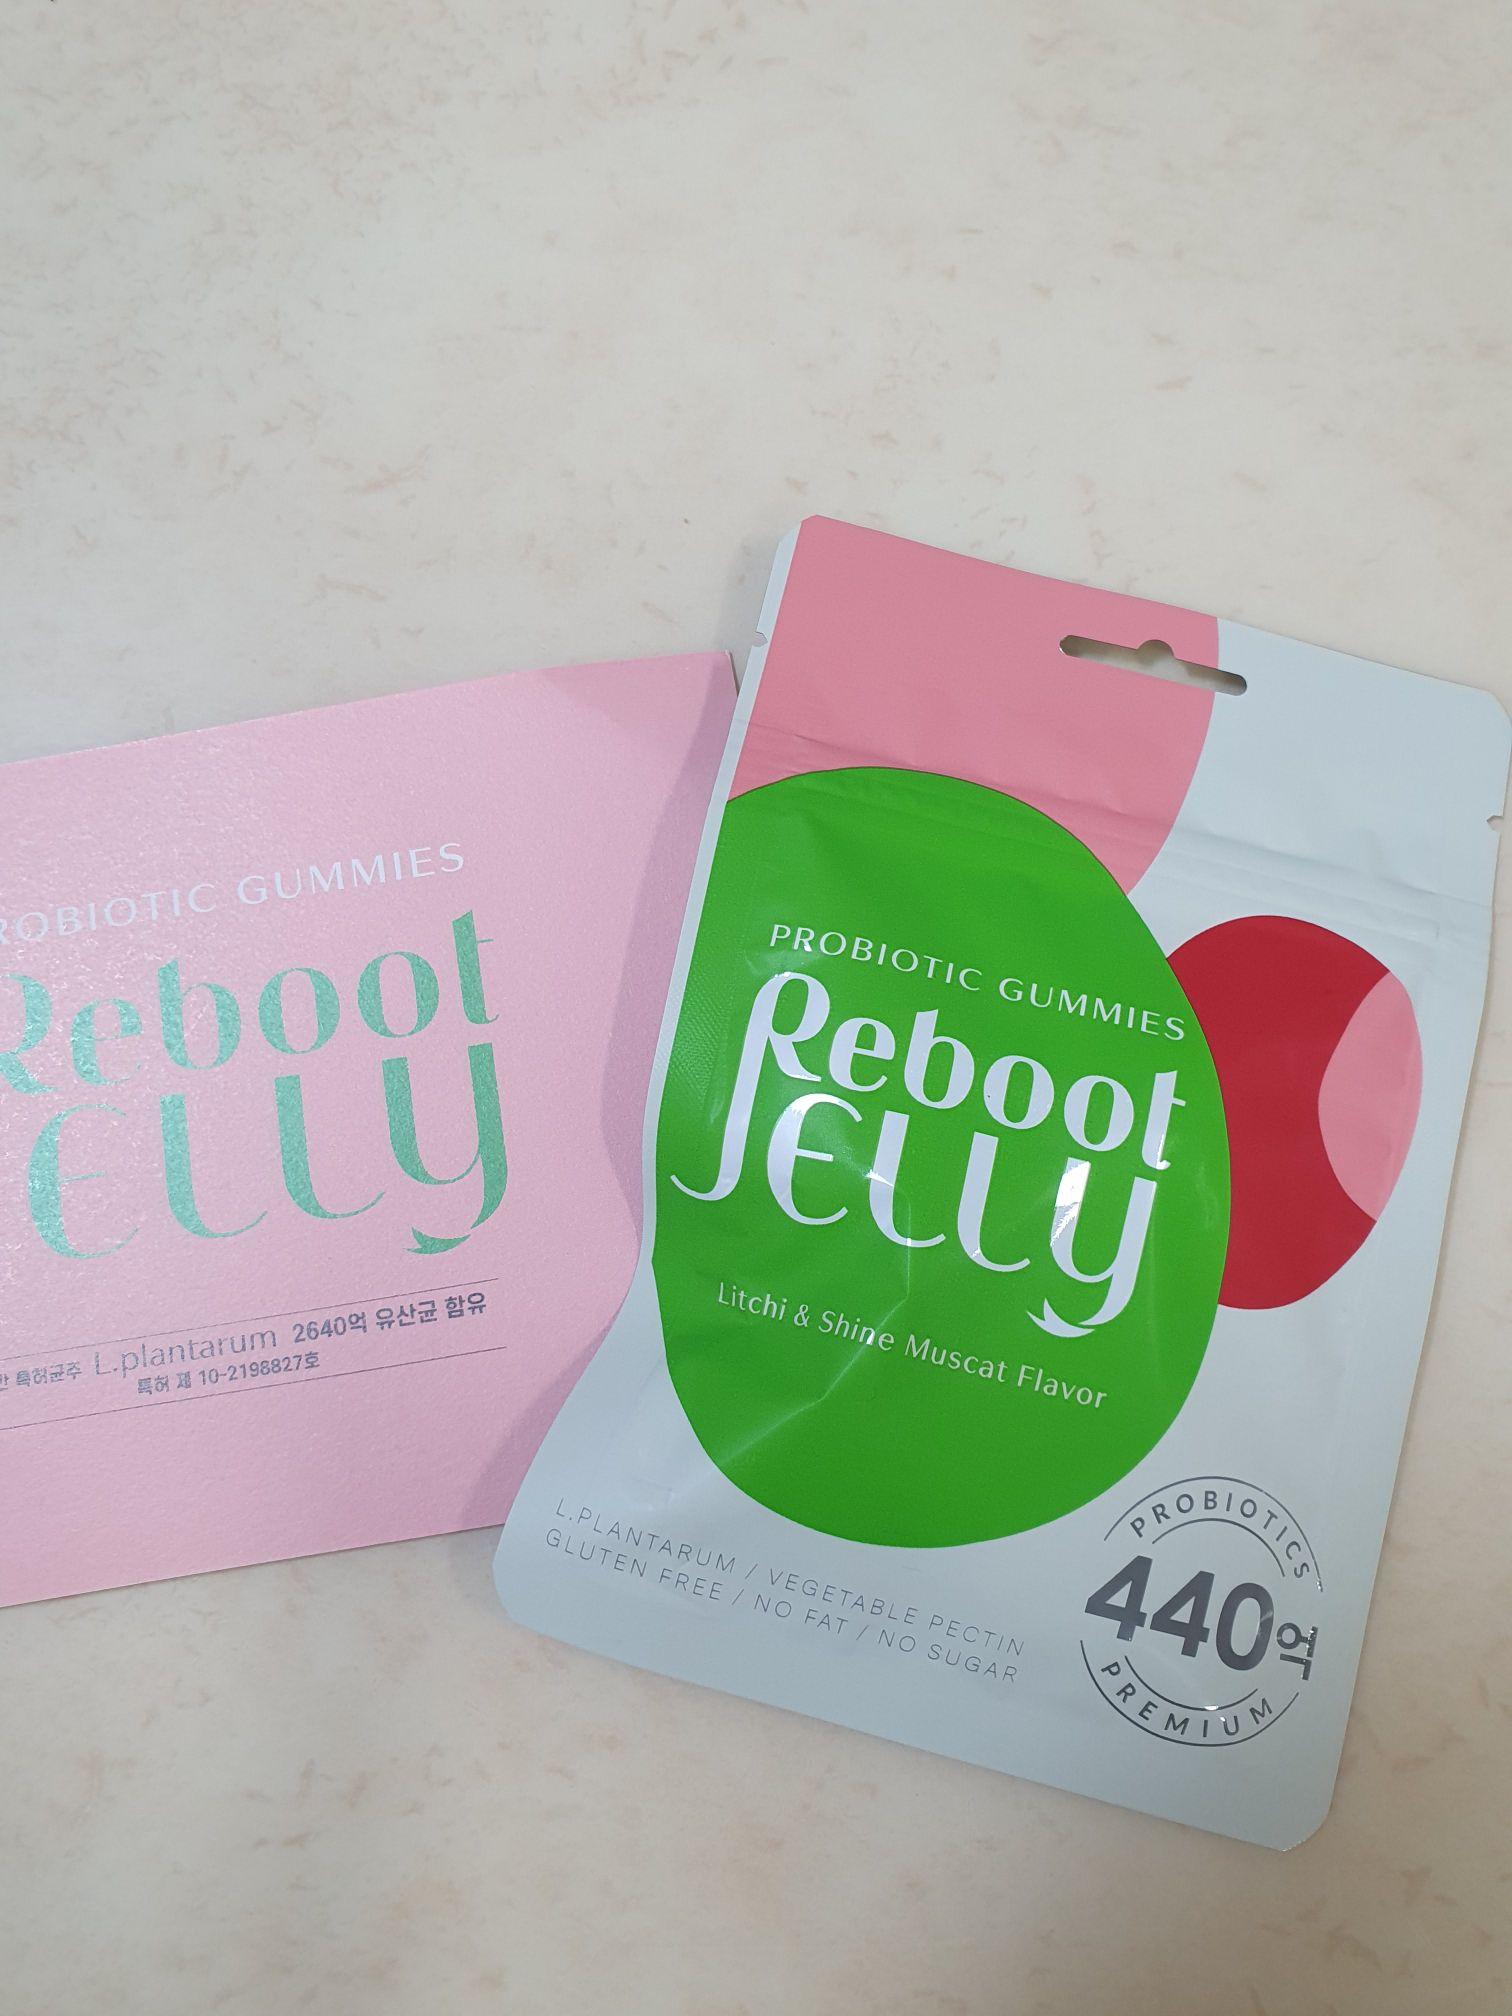 PROBIOTIC GUMMIES
Reboot
JELLY
Litchi & Shine Muscat Flavor
L.PLANTARUM / VEGETABLE PECTIN
GLUTEN FREE / NO FAT / NO SUGAR
PROBIOTICS
440억
PREMIUM
ROBIOTIC GUMMIES
Reboot
ELLY
특허균주 L.plantarum 2640억 유산균 함유
특허 제 10-2198827호